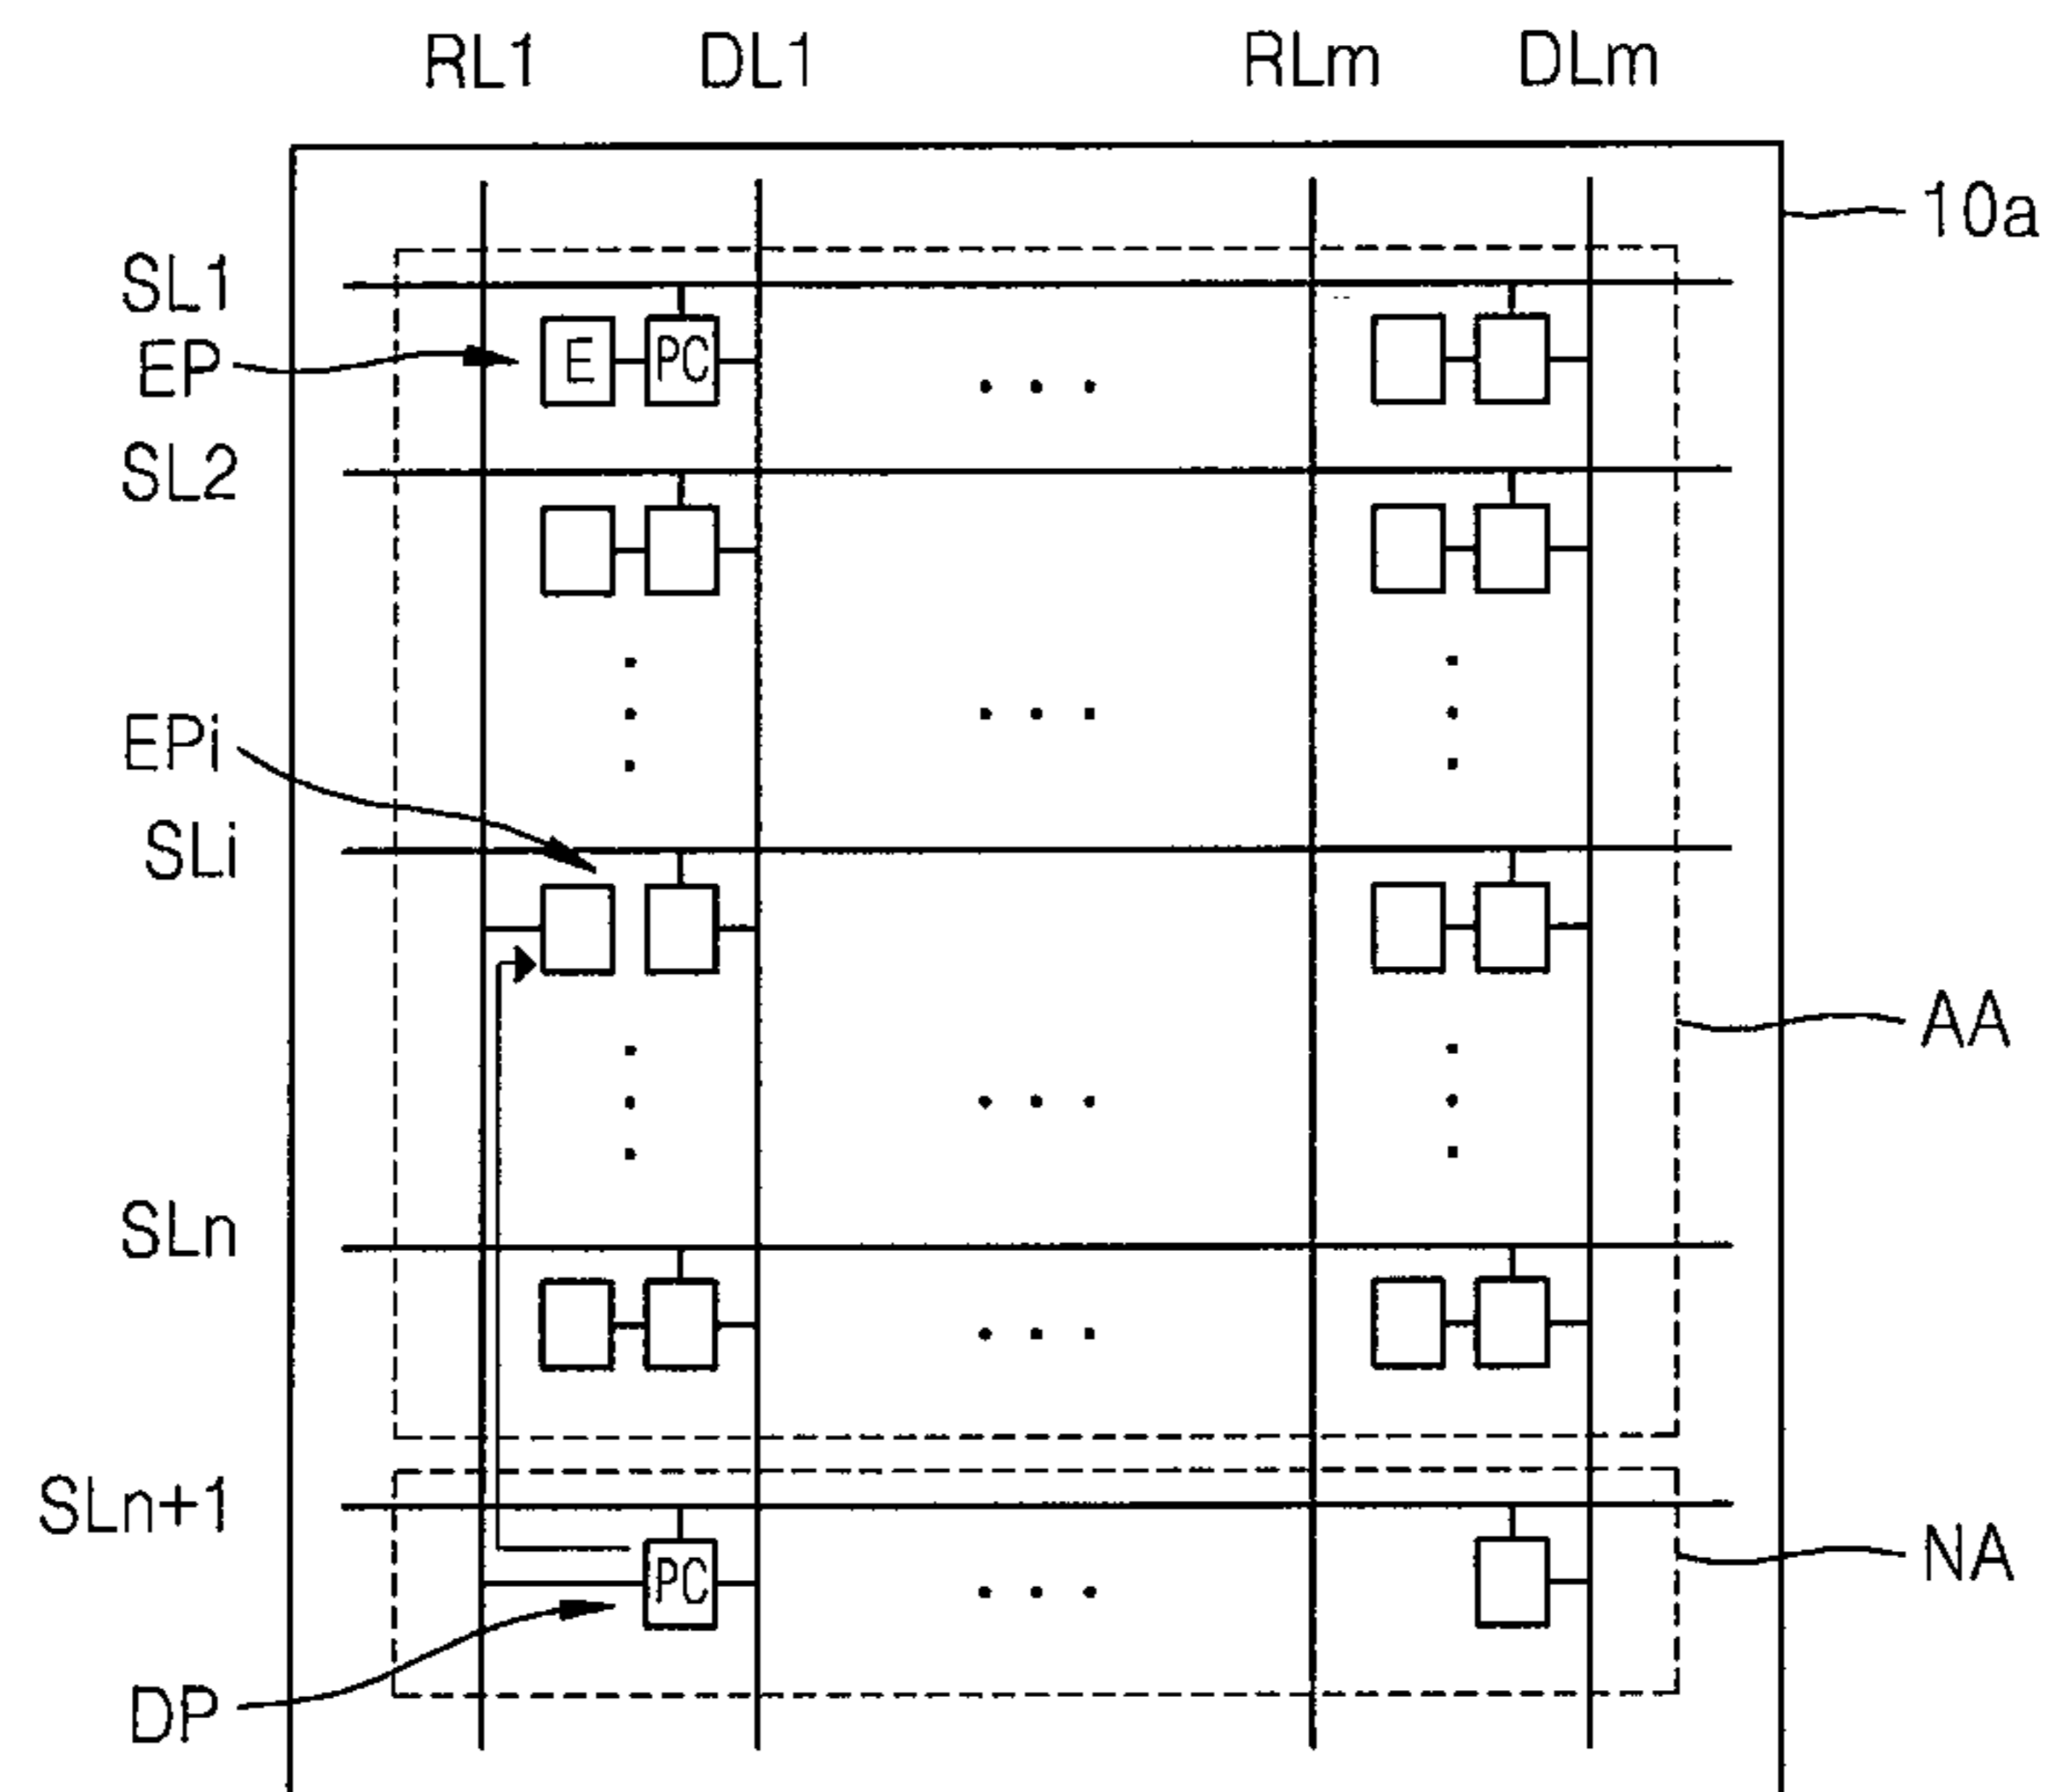 RL1 DL1 RLm DLm
10a
SL1
EP E PC
SL2
EPi
SLi
AA
SLn
SLn+1
PC NA
DP